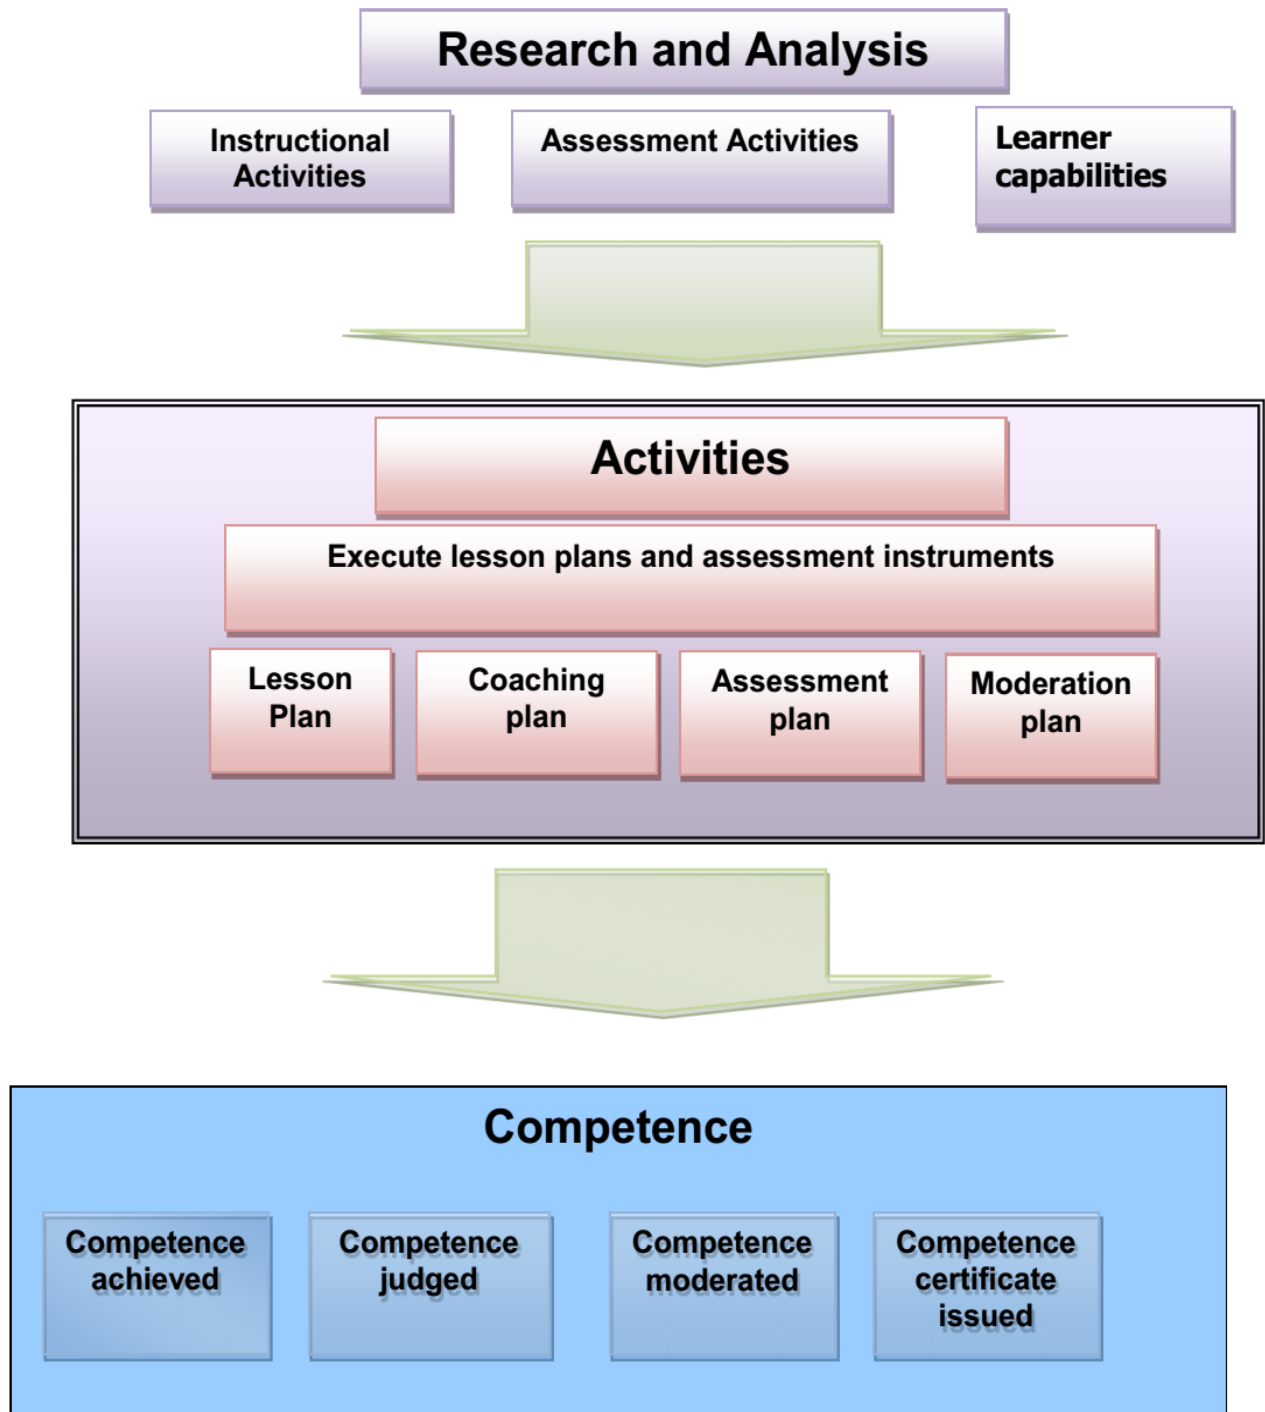 Research and Analysis
Instructional
Activities
Assessment Activities
Learner
capabilities
Activities
Execute lesson plans and assessment instruments
Lesson
Plan
Coaching
plan
Assessment
plan
Moderation
plan
Competence
Competence
achieved
Competence
judged
Competence
moderated
Competence
certificate
issued